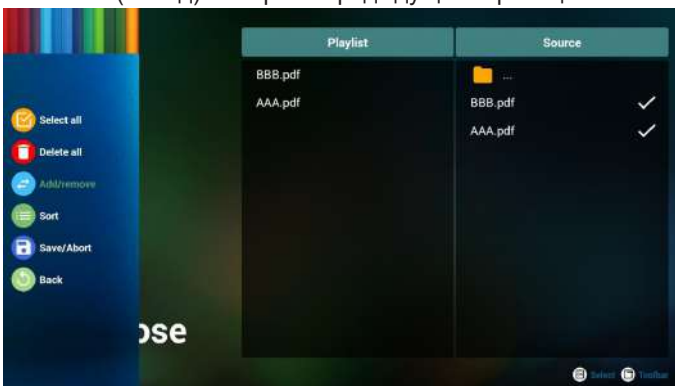 Playlist
Source
BBB.pdf
...
AAA.pdf
BBB.pdf
AAA.pdf
Select all
Delete all
Add/remove
Sort
Save/Abort
Back
ose
Select
Toolbar